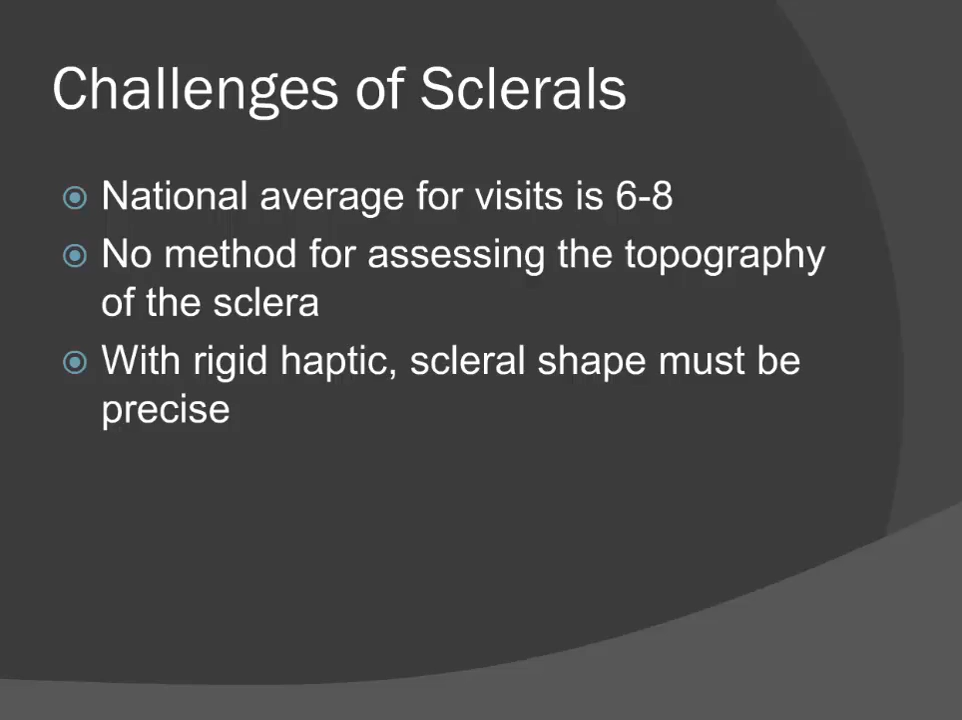 Challenges of Sclerals
National average for visits is 6-8
No method for assessing the topography
of the sclera
With rigid haptic, scleral shape must be
precise